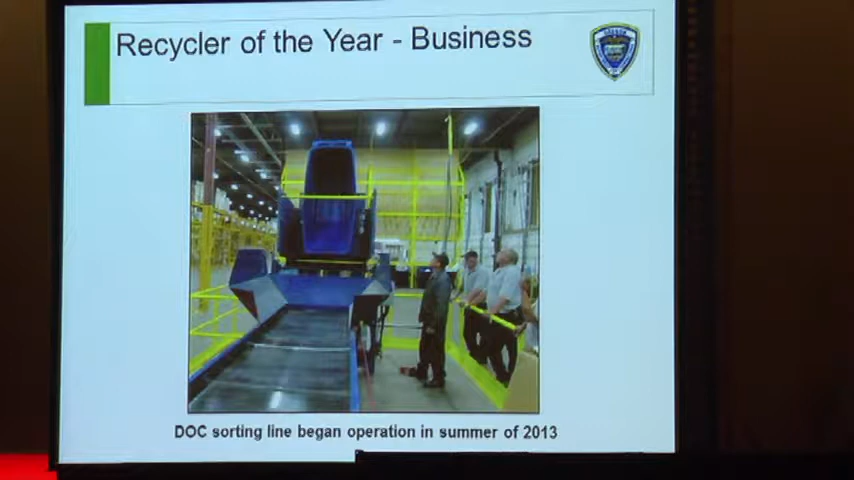 Recycler of the Year - Business
DOC sorting line began operation in summer of 2013